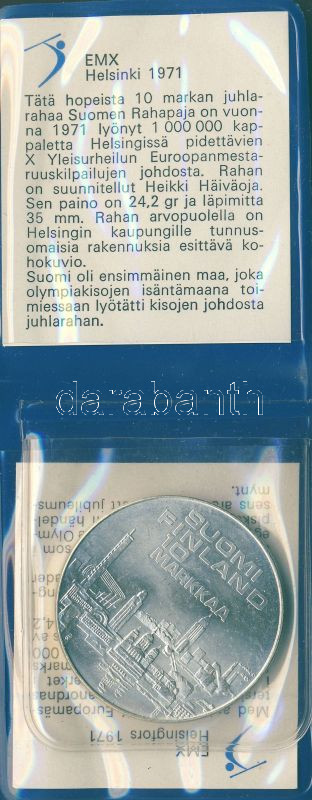 EMX
Helsinki 1971
Tätä hopeista 10 markan juhla-
rahaa Suomen Rahapaja on vuon-
na 1971 lyönyt 1 000 000 kap-
paletta Helsingissä pidettävien
X Yleisurheilun Euroopanmesta-
ruuskilpailujen johdosta. Rahan
on suunnitellut Heikki Häiväoja.
Sen paino on 24,2 gr ja läpimitta
35 mm. Rahan arvopuolella on
Helsingin kaupungille tunnus-
omaisia rakennuksia esittävä ko-
hokuvio.
Suomi oli ensimmäinen maa, joka
olympiakisojen isäntämaana toi-
miessaan lyötätti kisojen johdosta
juhlarahan.
darabanth
SUOMI
FINLAND
10
MARKKAA
EMX
Helsingfors 1971
Med
Europamäs
mynt.